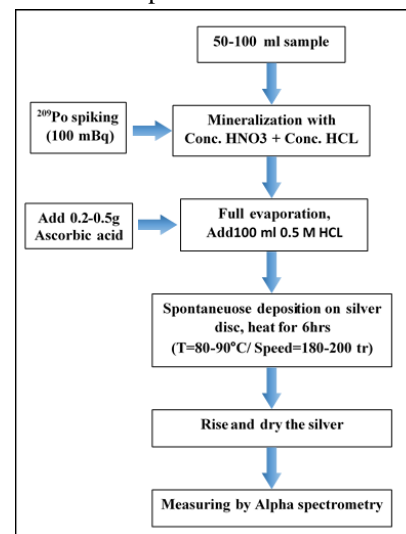 50-100 ml sample
²⁰⁹Po spiking
(100 mBq)
Mineralization with
Conc. HNO3 + Conc. HCL
Add 0.2-0.5g
Ascorbic acid
Full evaporation,
Add100 ml 0.5 M HCL
Spontaneuose deposition on silver
disc, heat for 6hrs
(T=80-90°C/ Speed=180-200 tr)
Rise and dry the silver
Measuring by Alpha spectrometry